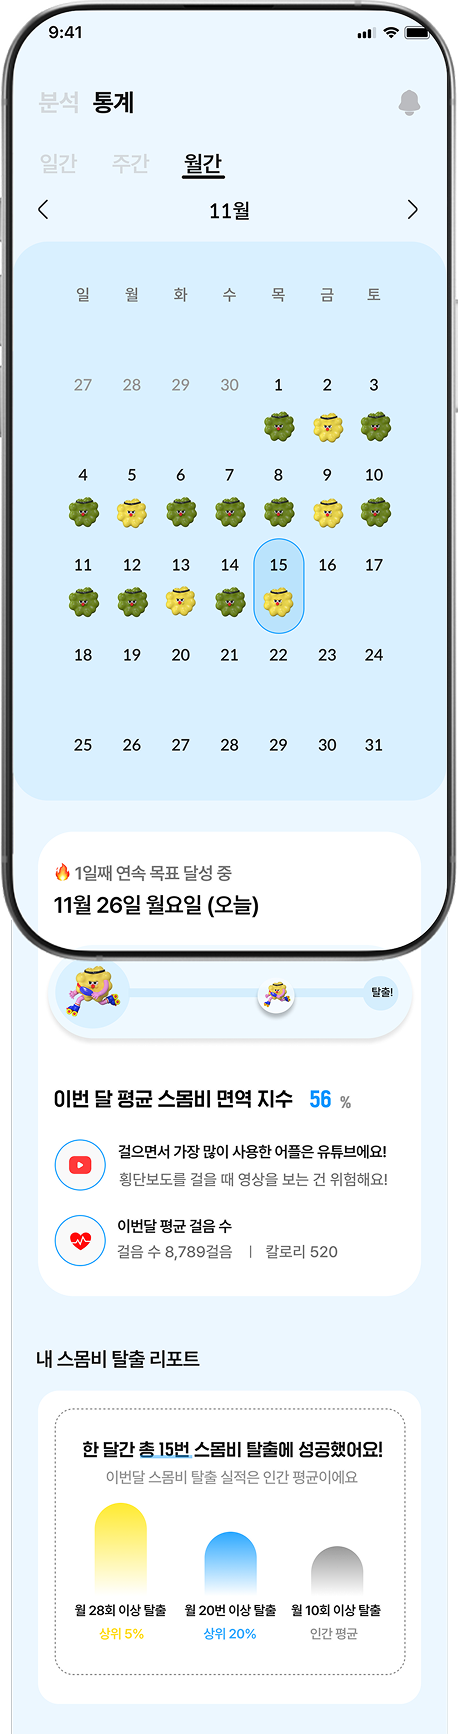 9:41
분석 통계
일간 주간 월간
11월
일 월 화 수 목 금 토
27 28 29 30 1 2 3
4 5 6 7 8 9 10
11 12 13 14 15 16 17
18 19 20 21 22 23 24
25 26 27 28 29 30 31
1일째 연속 목표 달성 중
11월 26일 월요일 (오늘)
탈출!
이번 달 평균 스몸비 면역 지수 56 %
걸으면서 가장 많이 사용한 어플은 유튜브에요!
횡단보도를 걸을 때 영상을 보는 건 위험해요!
이번달 평균 걸음 수
걸음 수 8,789걸음 | 칼로리 520
내 스몸비 탈출 리포트
한 달간 총 15번 스몸비 탈출에 성공했어요!
이번달 스몸비 탈출 실적은 인간 평균이에요
월 28회 이상 탈출 월 20번 이상 탈출 월 10회 이상 탈출
상위 5% 상위 20% 인간 평균